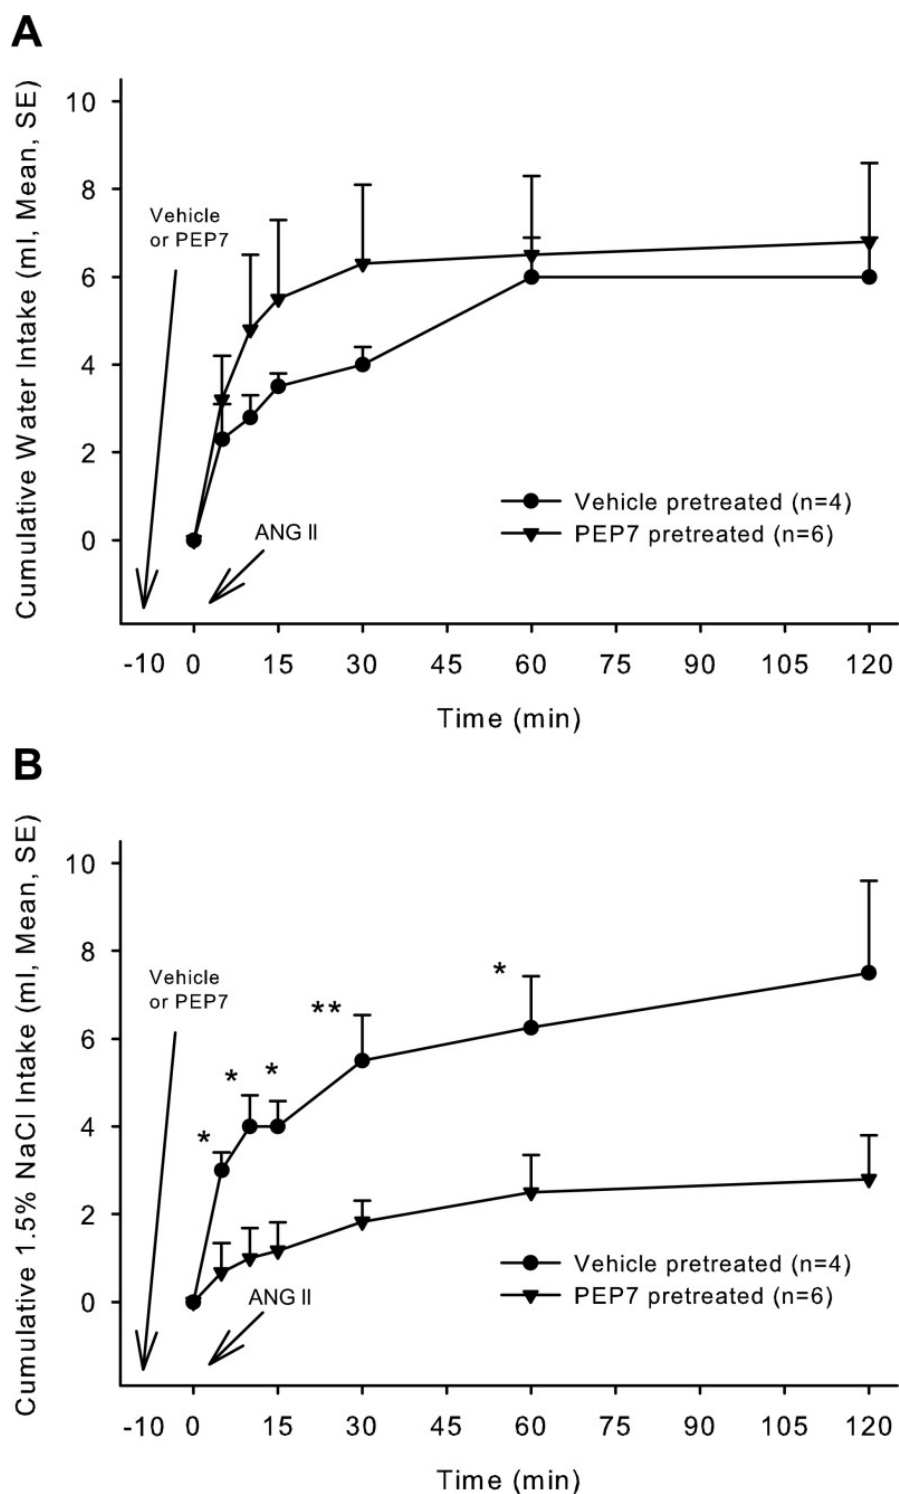 A
Cumulative Water Intake (ml, Mean, SE)
10
8
6
4
2
0
Vehicle
or PEP7
ANG II
Vehicle pretreated (n=4)
PEP7 pretreated (n=6)
-10 0 15 30 45 60 75 90 105 120
Time (min)
B
Cumulative 1.5% NaCl Intake (ml, Mean, SE)
10
8
6
4
2
0
Vehicle
or PEP7
*
*
*
**
*
ANG II
Vehicle pretreated (n=4)
PEP7 pretreated (n=6)
-10 0 15 30 45 60 75 90 105 120
Time (min)